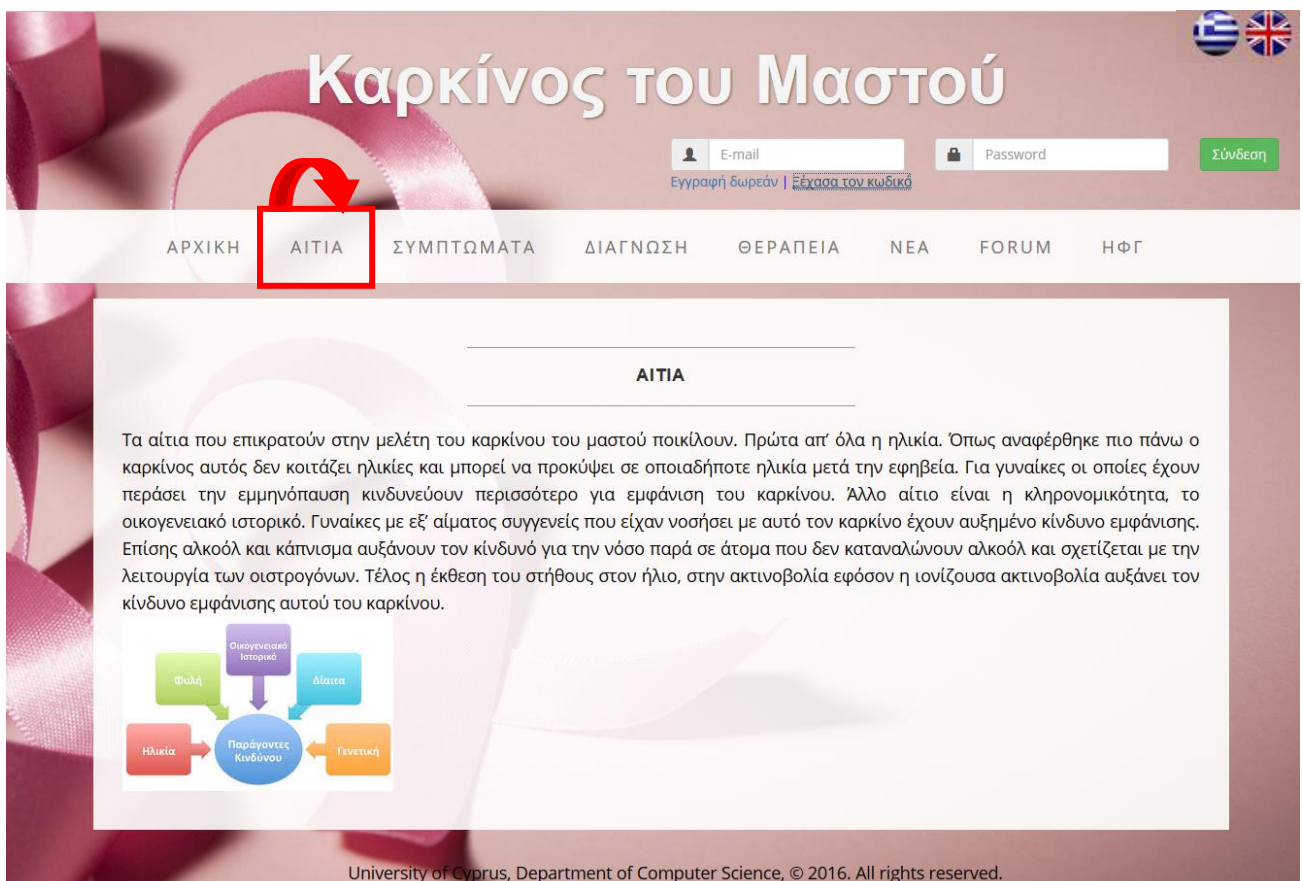 Καρκίνος του Μαστού
E-mail
Password
Σύνδεση
Εγγραφή δωρεάν | Ξέχασα τον κωδικό
ΑΡΧΙΚΗ ΑΙΤΙΑ ΣΥΜΠΤΩΜΑΤΑ ΔΙΑΓΝΩΣΗ ΘΕΡΑΠΕΙΑ ΝΕΑ FORUM ΗΦΓ
ΑΙΤΙΑ
Τα αίτια που επικρατούν στην μελέτη του καρκίνου του μαστού ποικίλουν. Πρώτα απ’ όλα η ηλικία. Όπως αναφέρθηκε πιο πάνω ο
καρκίνος αυτός δεν κοιτάζει ηλικίες και μπορεί να προκύψει σε οποιαδήποτε ηλικία μετά την εφηβεία. Για γυναίκες οι οποίες έχουν
περάσει την εμμηνόπαυση κινδυνεύουν περισσότερο για εμφάνιση του καρκίνου. Άλλο αίτιο είναι η κληρονομικότητα, το
οικογενειακό ιστορικό. Γυναίκες με εξ’ αίματος συγγενείς που είχαν νοσήσει με αυτό τον καρκίνο έχουν αυξημένο κίνδυνο εμφάνισης.
Επίσης αλκοόλ και κάπνισμα αυξάνουν τον κίνδυνό για την νόσο παρά σε άτομα που δεν καταναλώνουν αλκοόλ και σχετίζεται με την
λειτουργία των οιστρογόνων. Τέλος η έκθεση του στήθους στον ήλιο, στην ακτινοβολία εφόσον η ιονίζουσα ακτινοβολία αυξάνει τον
κίνδυνο εμφάνισης αυτού του καρκίνου.
Οικογενειακό
Ιστορικό
Φυλή
Δίαιτα
Ηλικία
Παράγοντες
Κινδύνου
Γενετική
University of Cyprus, Department of Computer Science, © 2016. All rights reserved.